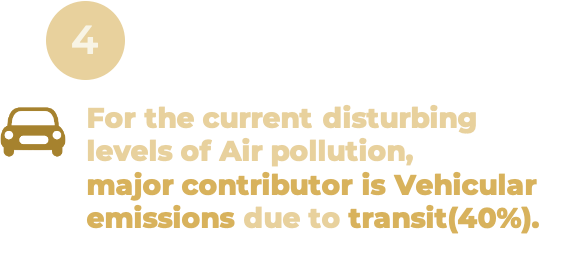 4
For the current disturbing
levels of Air pollution,
major contributor is Vehicular
emissions due to transit(40%).